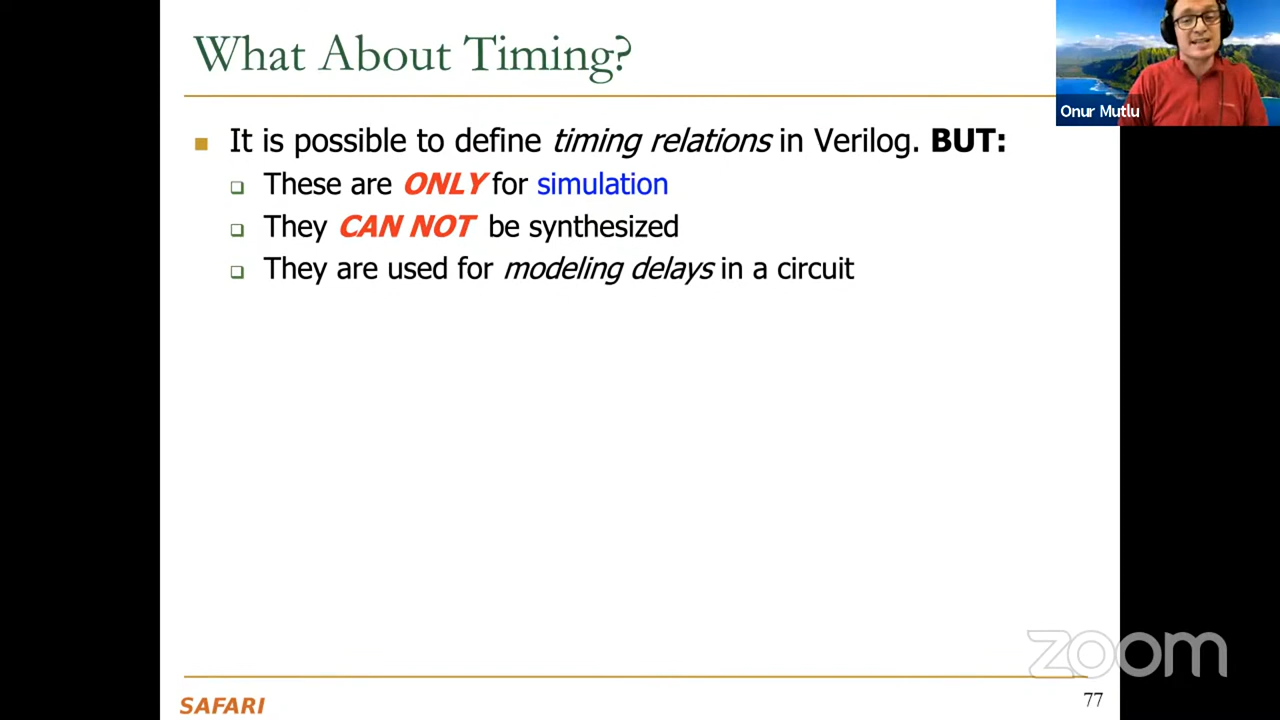 What About Timing?
Onur Mutlu
It is possible to define timing relations in Verilog. BUT:
These are ONLY for simulation
They CAN NOT be synthesized
They are used for modeling delays in a circuit
zoom
SAFARI
77